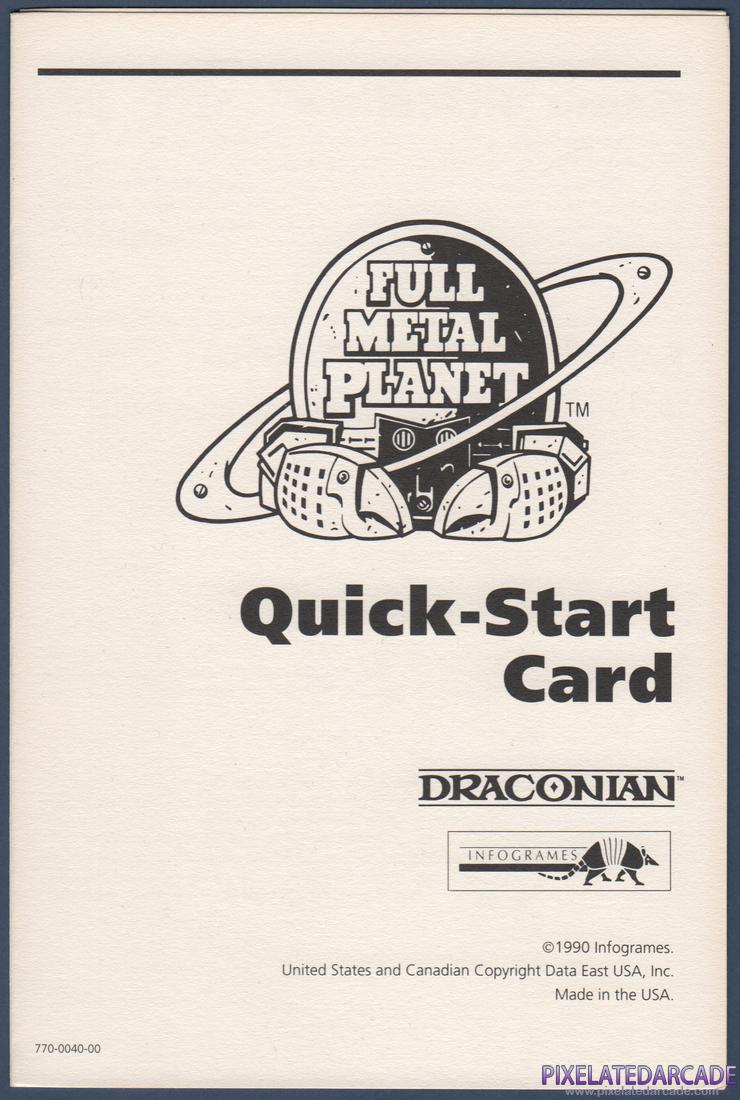 FULL
METAL
PLANET
TM
Quick-Start
Card
DRACONIAN™
INFOGRAMES
©1990 Infogrames.
United States and Canadian Copyright Data East USA, Inc.
Made in the USA.
770-0040-00
PIXELATEDARCADE
www.pixelatedarcade.com